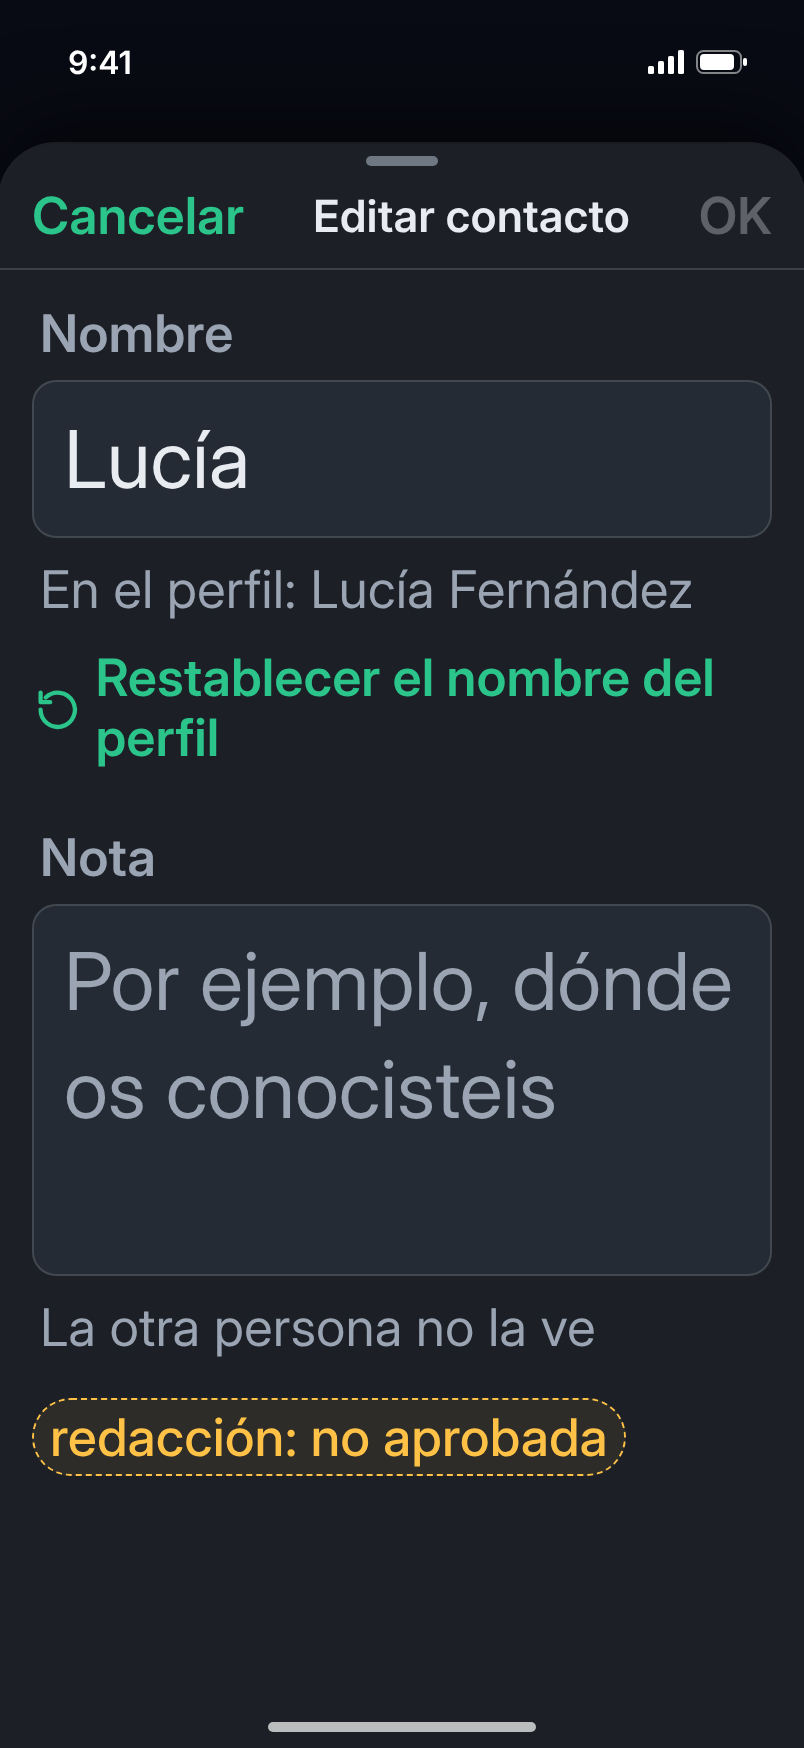 9:41
Cancelar Editar contacto OK
Nombre
Lucía
En el perfil: Lucía Fernández
Restablecer el nombre del
perfil
Nota
Por ejemplo, dónde
os conocisteis
La otra persona no la ve
redacción: no aprobada